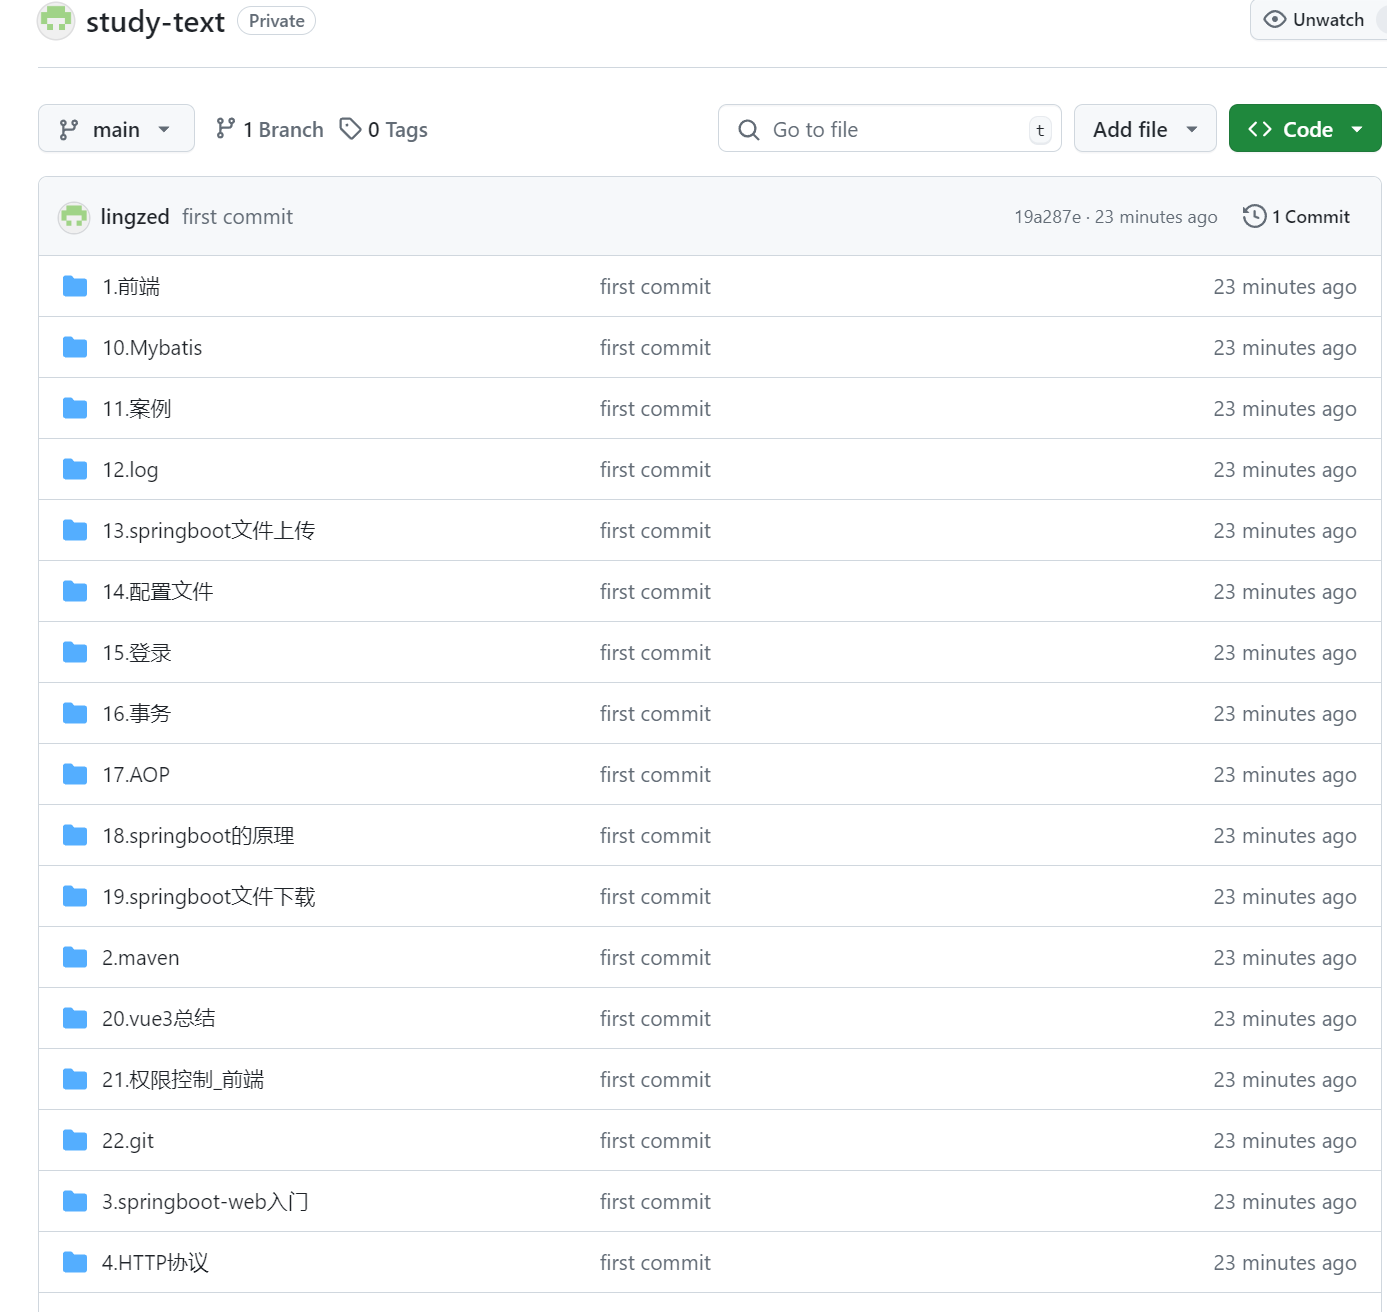 study-text Private Unwatch
main 1 Branch 0 Tags Go to file t Add file Code
lingzed first commit 19a287e · 23 minutes ago 1 Commit
1.前端 first commit 23 minutes ago
10.Mybatis first commit 23 minutes ago
11.案例 first commit 23 minutes ago
12.log first commit 23 minutes ago
13.springboot文件上传 first commit 23 minutes ago
14.配置文件 first commit 23 minutes ago
15.登录 first commit 23 minutes ago
16.事务 first commit 23 minutes ago
17.AOP first commit 23 minutes ago
18.springboot的原理 first commit 23 minutes ago
19.springboot文件下载 first commit 23 minutes ago
2.maven first commit 23 minutes ago
20.vue3总结 first commit 23 minutes ago
21.权限控制_前端 first commit 23 minutes ago
22.git first commit 23 minutes ago
3.springboot-web入门 first commit 23 minutes ago
4.HTTP协议 first commit 23 minutes ago